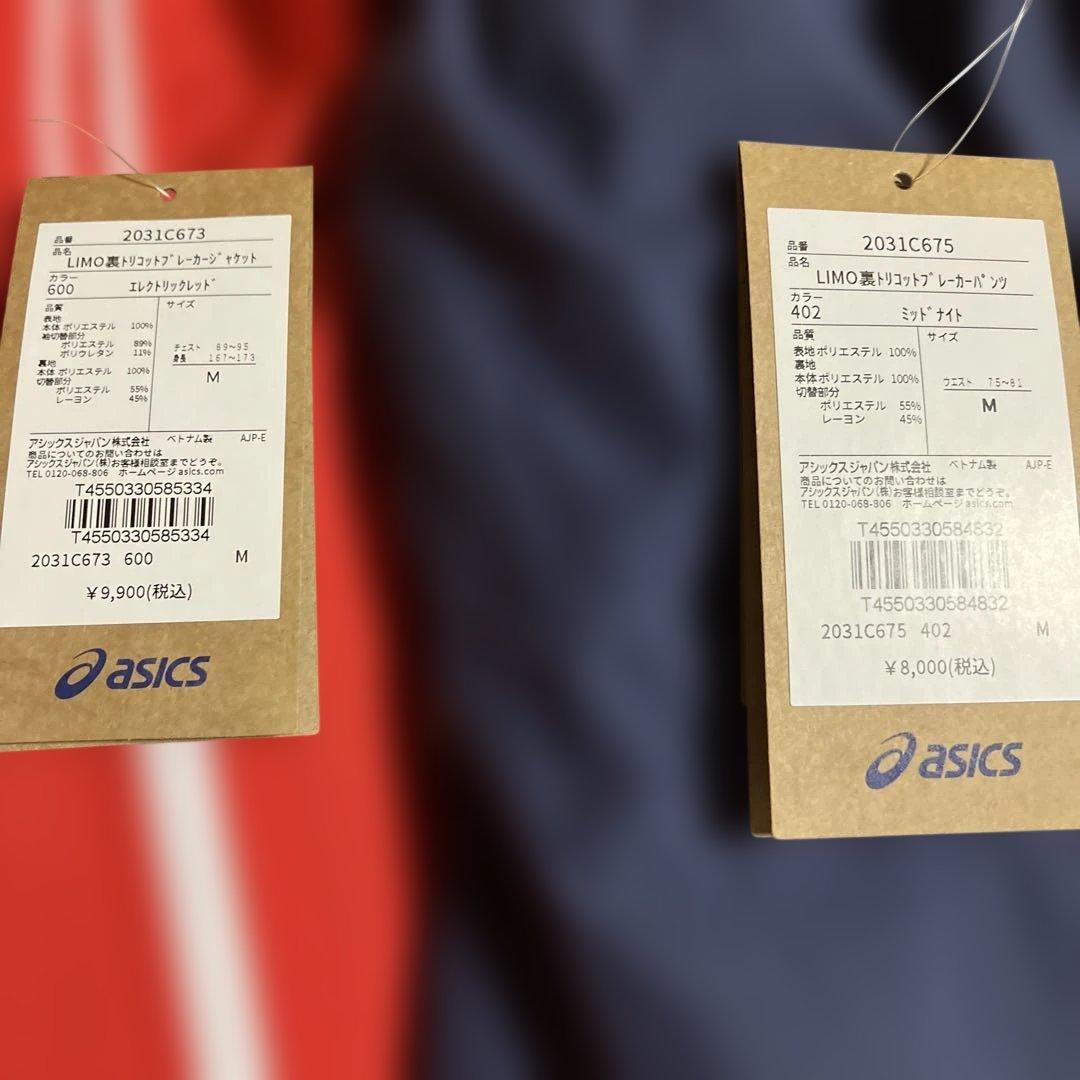 品番 2031C673
品名
LIMO裏ﾄﾘｺｯﾄﾌﾞﾚｰｶｰｼﾞｬｹｯﾄ
カラー
600 ｴﾚｸﾄﾘｯｸﾚｯﾄﾞ
品質 サイズ
表地
本体 ポリエステル 100%
袖切替部分
ポリエステル 89%
ポリウレタン 11%
裏地
本体 ポリエステル 100%
切替部分
ポリエステル 55%
レーヨン 45%
ﾁｪｽﾄ 89~95
身長 167~173
M
アシックスジャパン株式会社 ベトナム製 AJP-E
商品についてのお問い合わせは
アシックスジャパン(株)お客様相談室までどうぞ。
TEL 0120-068-806 ホームページ asics.com
T4550330585334
T4550330585334
2031C673 600 M
¥9,900(税込)
asics
品番 2031C675
品名
LIMO裏ﾄﾘｺｯﾄﾌﾞﾚｰｶｰﾊﾟﾝﾂ
カラー
402 ﾐｯﾄﾞﾅｲﾄ
品質 サイズ
表地 ポリエステル 100%
裏地
本体 ポリエステル 100%
切替部分
ポリエステル 55%
レーヨン 45%
ｳｴｽﾄ 75~81
M
アシックスジャパン株式会社 ベトナム製 AJP-E
商品についてのお問い合わせは
アシックスジャパン(株)お客様相談室までどうぞ。
TEL 0120-068-806 ホームページ asics.com
T4550330584832
T4550330584832
2031C675 402 M
¥8,000(税込)
asics